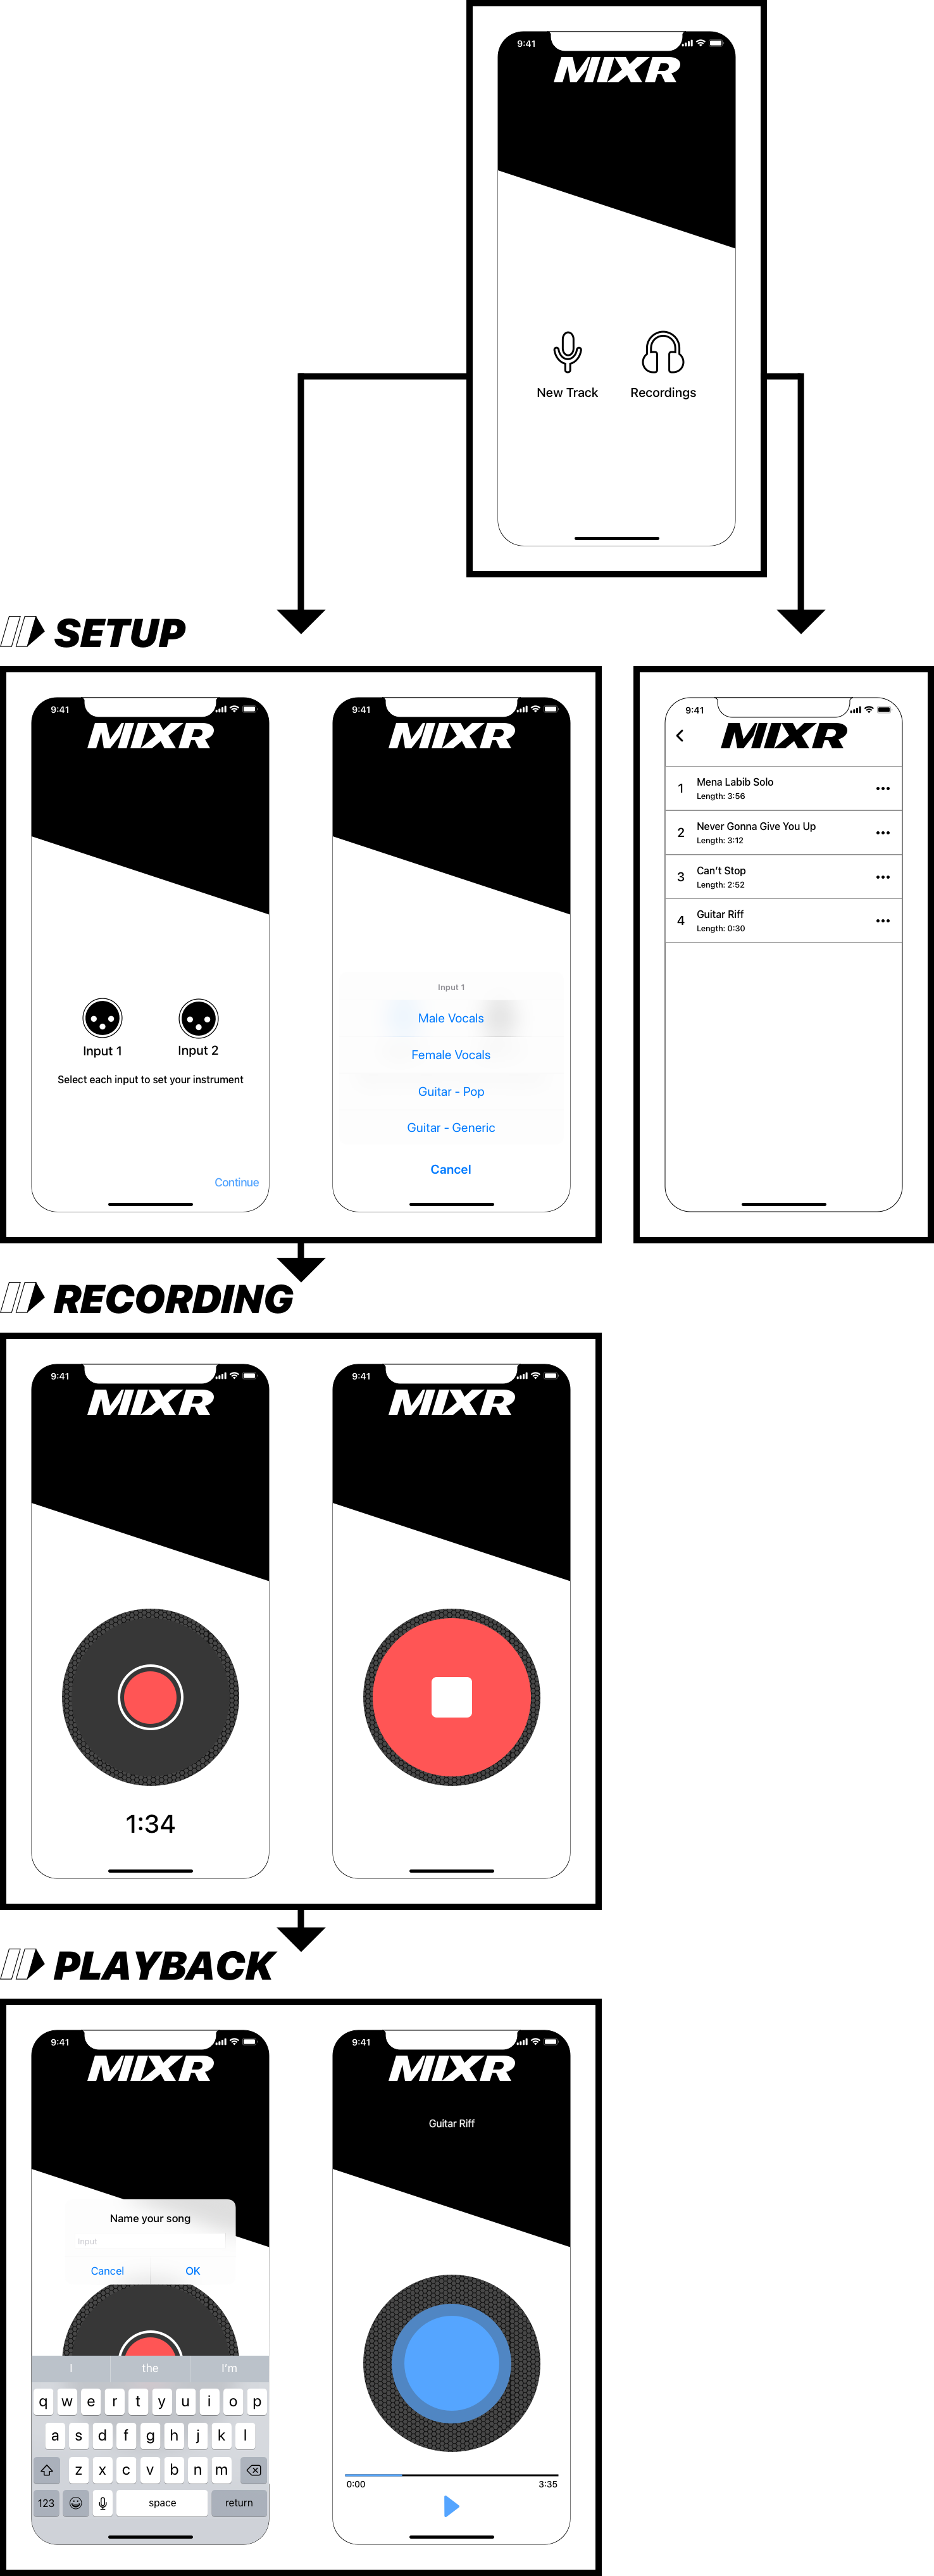 9:41
MIXR
New Track
Recordings
SETUP
9:41
MIXR
Input 1
Input 2
Select each input to set your instrument
Continue
9:41
MIXR
Input 1
Male Vocals
Female Vocals
Guitar - Pop
Guitar - Generic
Cancel
9:41
MIXR
1
Mena Labib Solo
Length: 3:56
2
Never Gonna Give You Up
Length: 3:12
3
Can't Stop
Length: 2:52
4
Guitar Riff
Length: 0:30
RECORDING
9:41
MIXR
1:34
9:41
MIXR
PLAYBACK
9:41
MIXR
Name your song
Input
Cancel
OK
I the I'm
q w e r t y u i o p
a s d f g h j k l
z x c v b n m
123 space return
9:41
MIXR
Guitar Riff
0:00 3:35